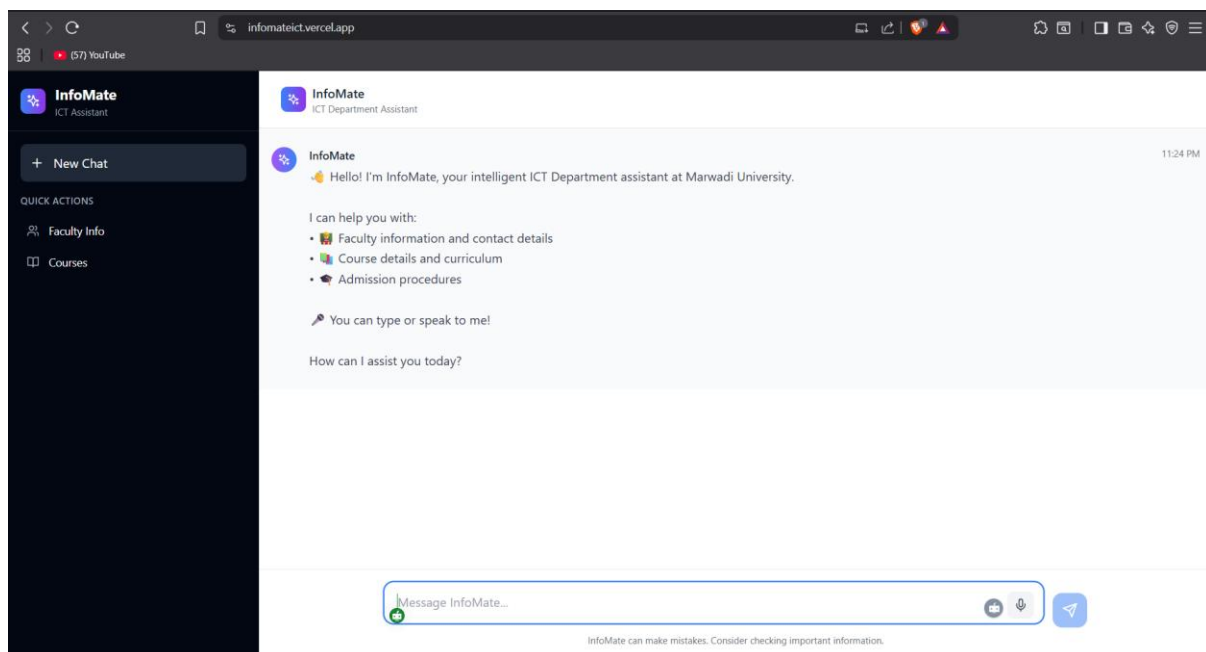 infomateict.vercel.app
(57) YouTube
InfoMate
ICT Assistant
+ New Chat
QUICK ACTIONS
Faculty Info
Courses
InfoMate
ICT Department Assistant
InfoMate
11:24 PM
👋 Hello! I'm InfoMate, your intelligent ICT Department assistant at Marwadi University.
I can help you with:
• 👨‍🏫 Faculty information and contact details
• 📚 Course details and curriculum
• 🎓 Admission procedures
🎤 You can type or speak to me!
How can I assist you today?
Message InfoMate...
InfoMate can make mistakes. Consider checking important information.